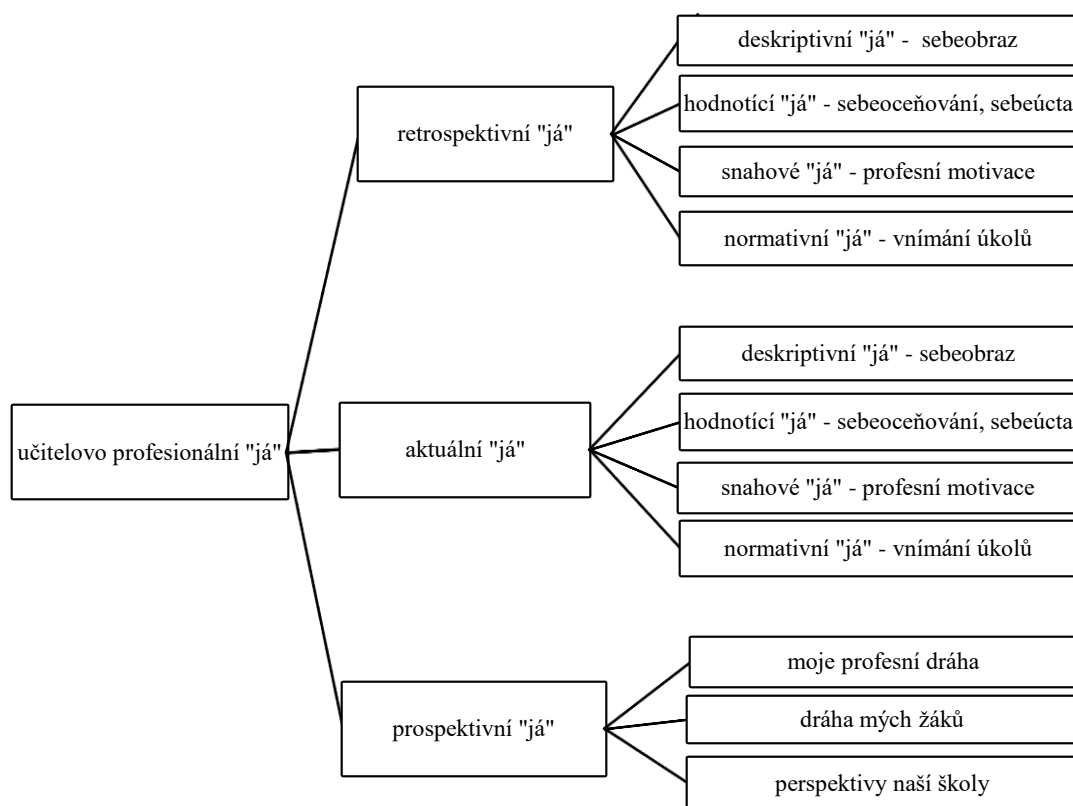 deskriptivní "já" - sebeobraz
hodnotící "já" - sebeoceňování, sebeúcta
retrospektivní "já"
snahové "já" - profesní motivace
normativní "já" - vnímání úkolů
deskriptivní "já" - sebeobraz
hodnotící "já" - sebeoceňování, sebeúcta
učitelovo profesionální "já"
aktuální "já"
snahové "já" - profesní motivace
normativní "já" - vnímání úkolů
moje profesní dráha
dráha mých žáků
prospektivní "já"
perspektivy naší školy